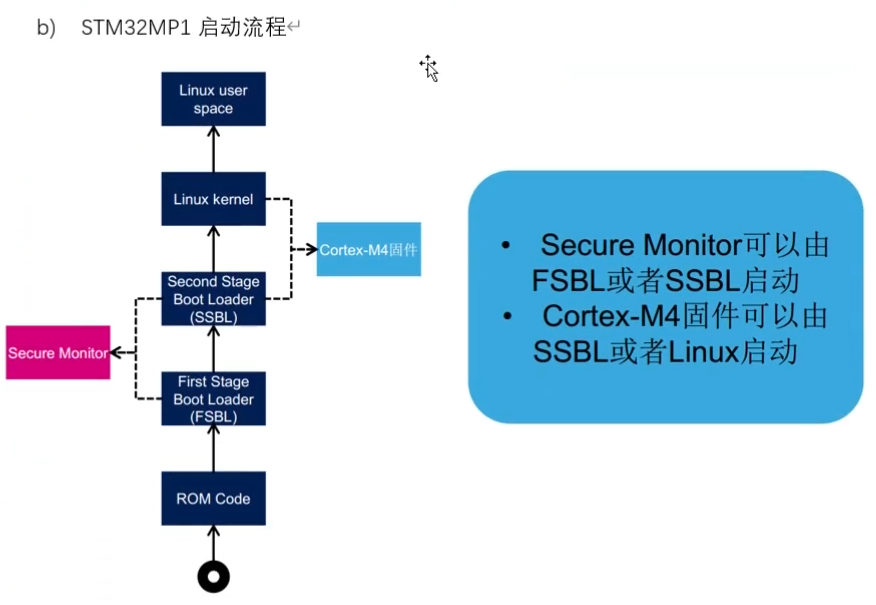 b) STM32MP1 启动流程↵
Linux user
space
Linux kernel
Cortex-M4固件
Second Stage
Boot Loader
(SSBL)
Secure Monitor
First Stage
Boot Loader
(FSBL)
ROM Code
• Secure Monitor可以由
FSBL或者SSBL启动
• Cortex-M4固件可以由
SSBL或者Linux启动